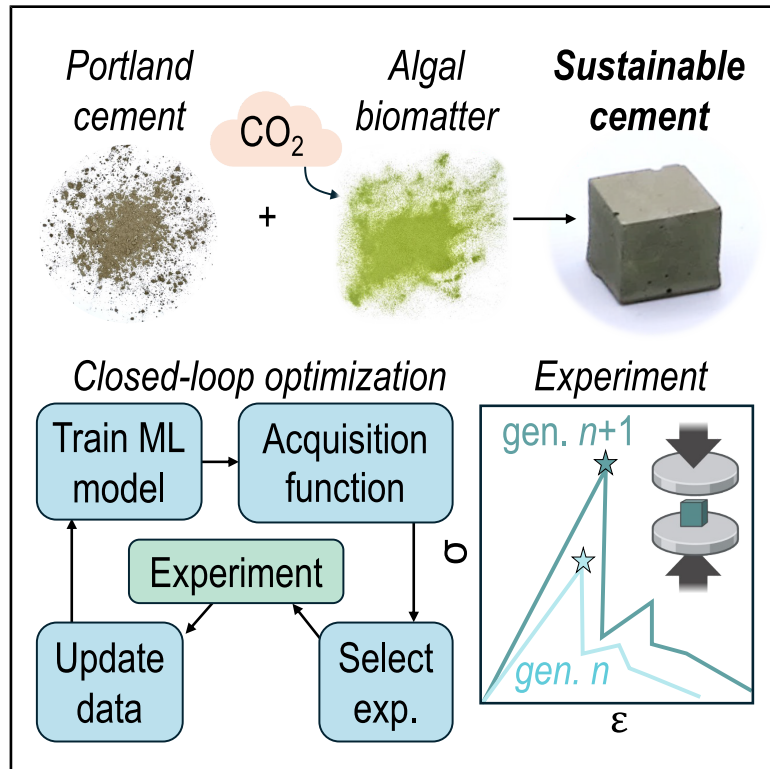 Portland
cement
CO₂
Algal
biomatter
Sustainable
cement
+
Closed-loop optimization
Train ML
model
Acquisition
function
Experiment
Update
data
Select
exp.
Experiment
gen. n+1
σ
gen. n
ε